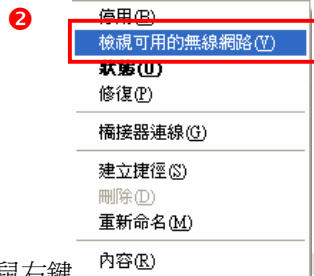 ❷
停用(B)
檢視可用的無線網路(V)
狀態(U)
修復(P)
橋接器連線(G)
建立捷徑(S)
刪除(D)
重新命名(M)
內容(R)
鼠右鍵